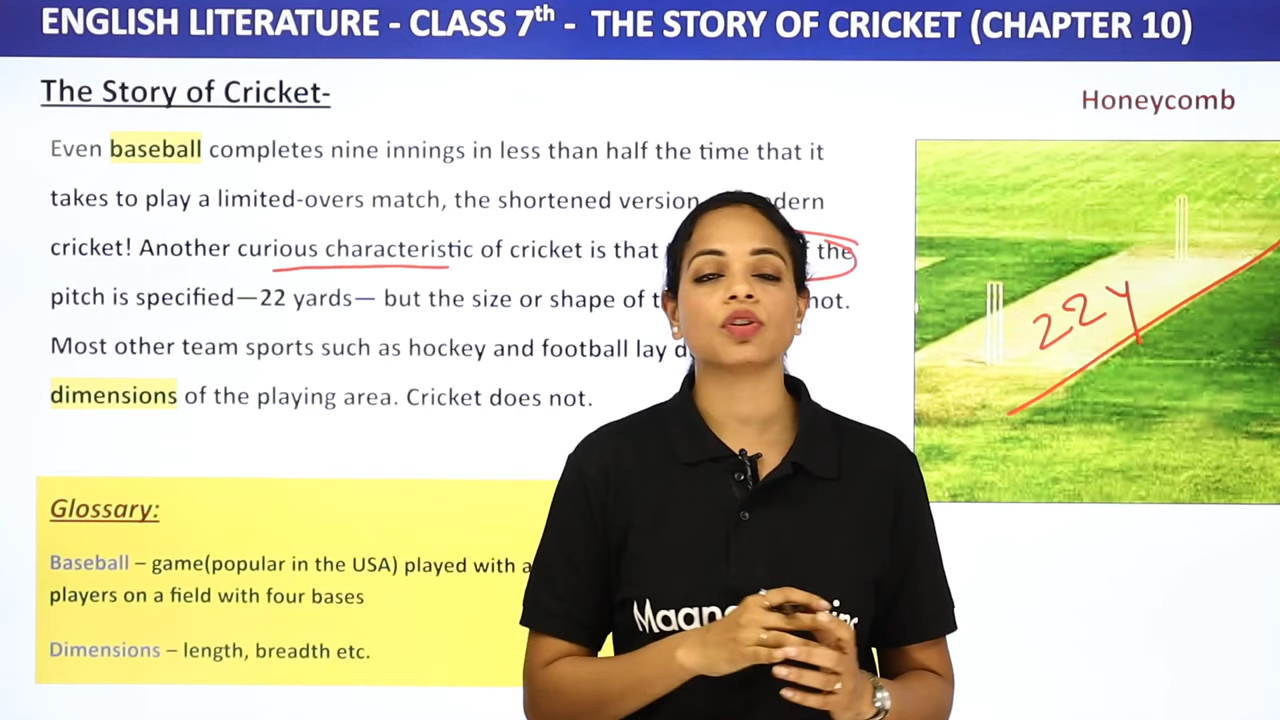 ENGLISH LITERATURE - CLASS 7th - THE STORY OF CRICKET (CHAPTER 10)
The Story of Cricket-
Honeycomb
Even baseball completes nine innings in less than half the time that it
takes to play a limited-overs match, the shortened version
cricket! Another curious characteristic of cricket is that the
pitch is specified—22 yards— but the size or shape of not.
Most other team sports such as hockey and football lay
dimensions of the playing area. Cricket does not.
22y
Glossary:
Baseball – game(popular in the USA) played with a
players on a field with four bases
Dimensions – length, breadth etc.